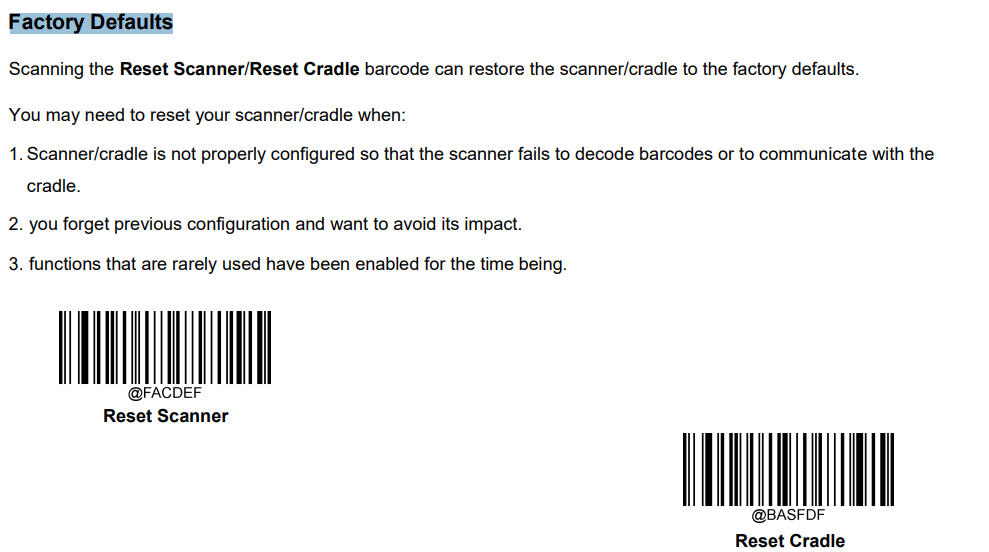 Factory Defaults
Scanning the Reset Scanner/Reset Cradle barcode can restore the scanner/cradle to the factory defaults.
You may need to reset your scanner/cradle when:
1. Scanner/cradle is not properly configured so that the scanner fails to decode barcodes or to communicate with the
cradle.
2. you forget previous configuration and want to avoid its impact.
3. functions that are rarely used have been enabled for the time being.
@FACDEF
Reset Scanner
@BASFDF
Reset Cradle